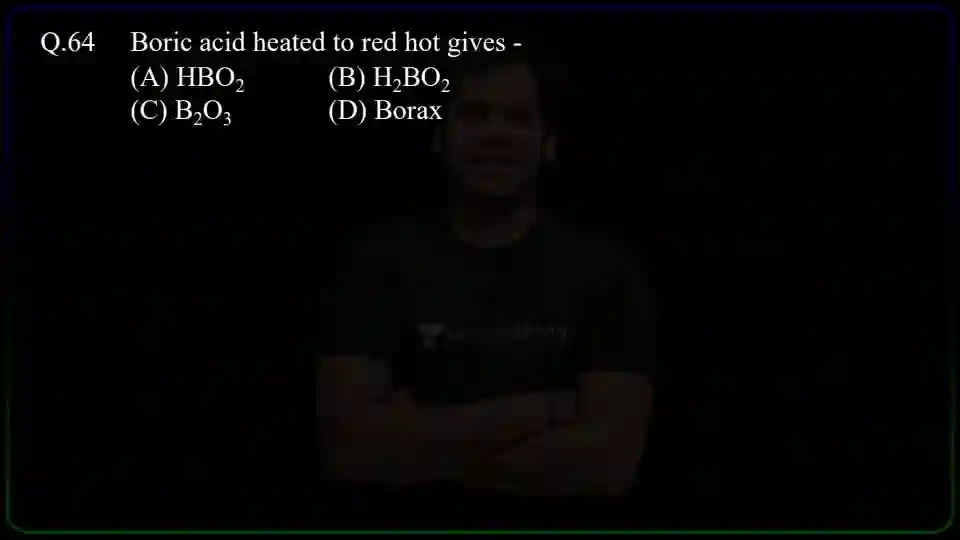 Q.64 Boric acid heated to red hot gives -
(A) HBO₂ (B) H₂BO₂
(C) B₂O₃ (D) Borax